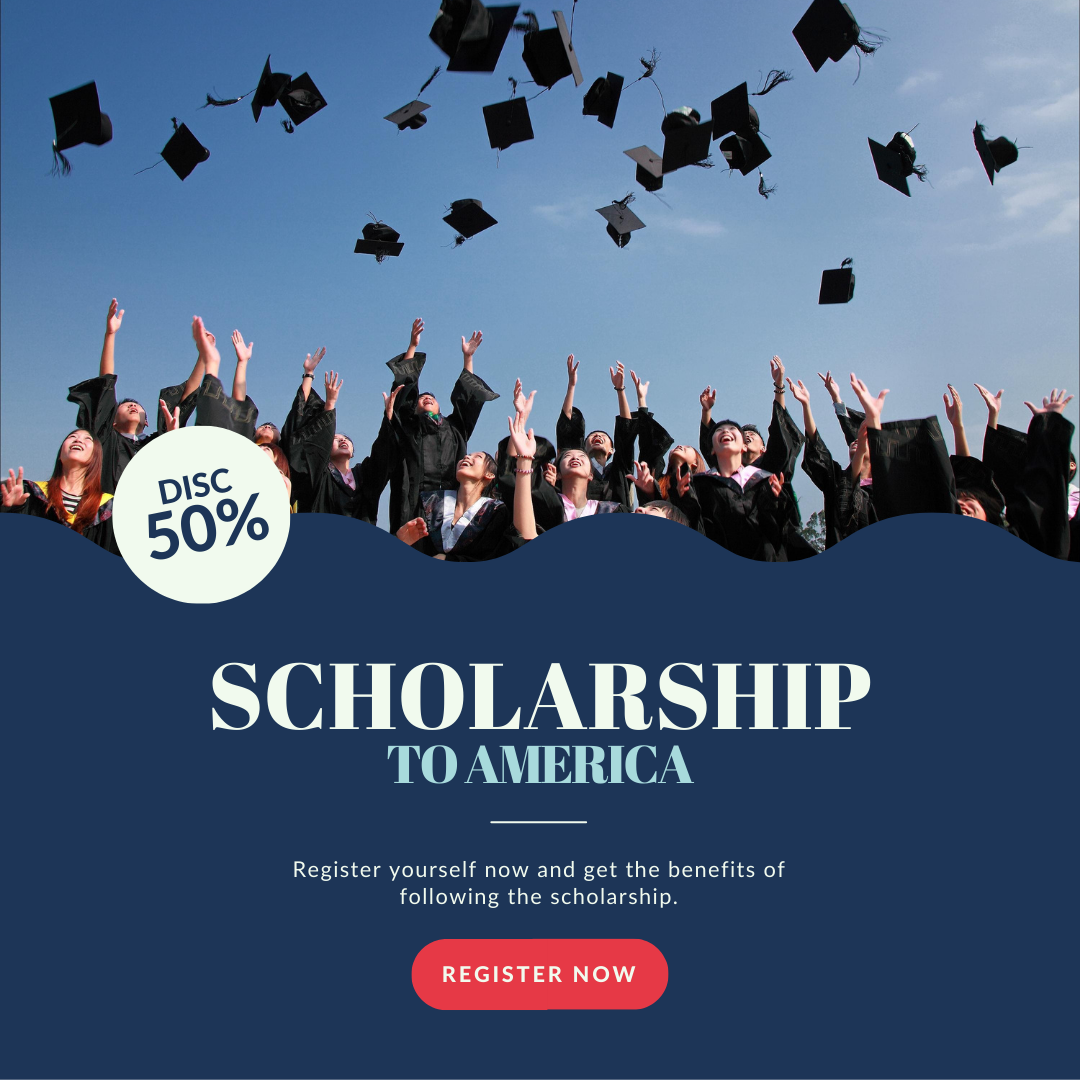 DISC
50%
SCHOLARSHIP
TO AMERICA
Register yourself now and get the benefits of
following the scholarship.
REGISTER NOW